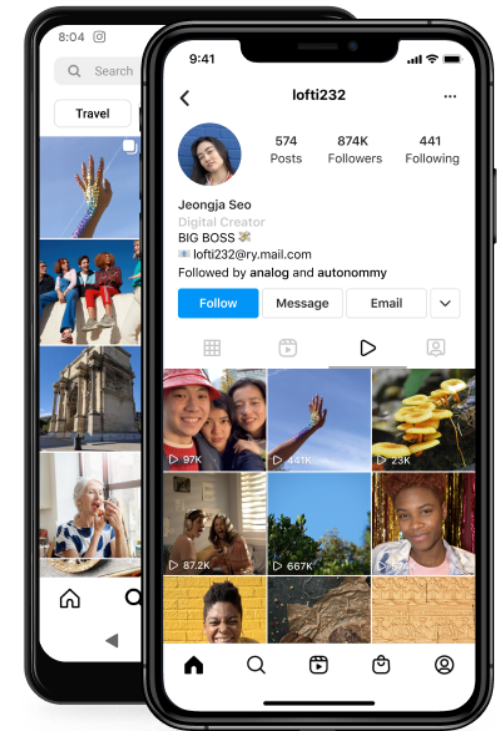 8:04
Search
Travel
9:41
lofti232
...
574 874K 441
Posts Followers Following
Jeongja Seo
Digital Creator
BIG BOSS
lofti232@ry.mail.com
Followed by analog and autonommy
Follow Message Email
97K 441K 23K
87.2K 667K